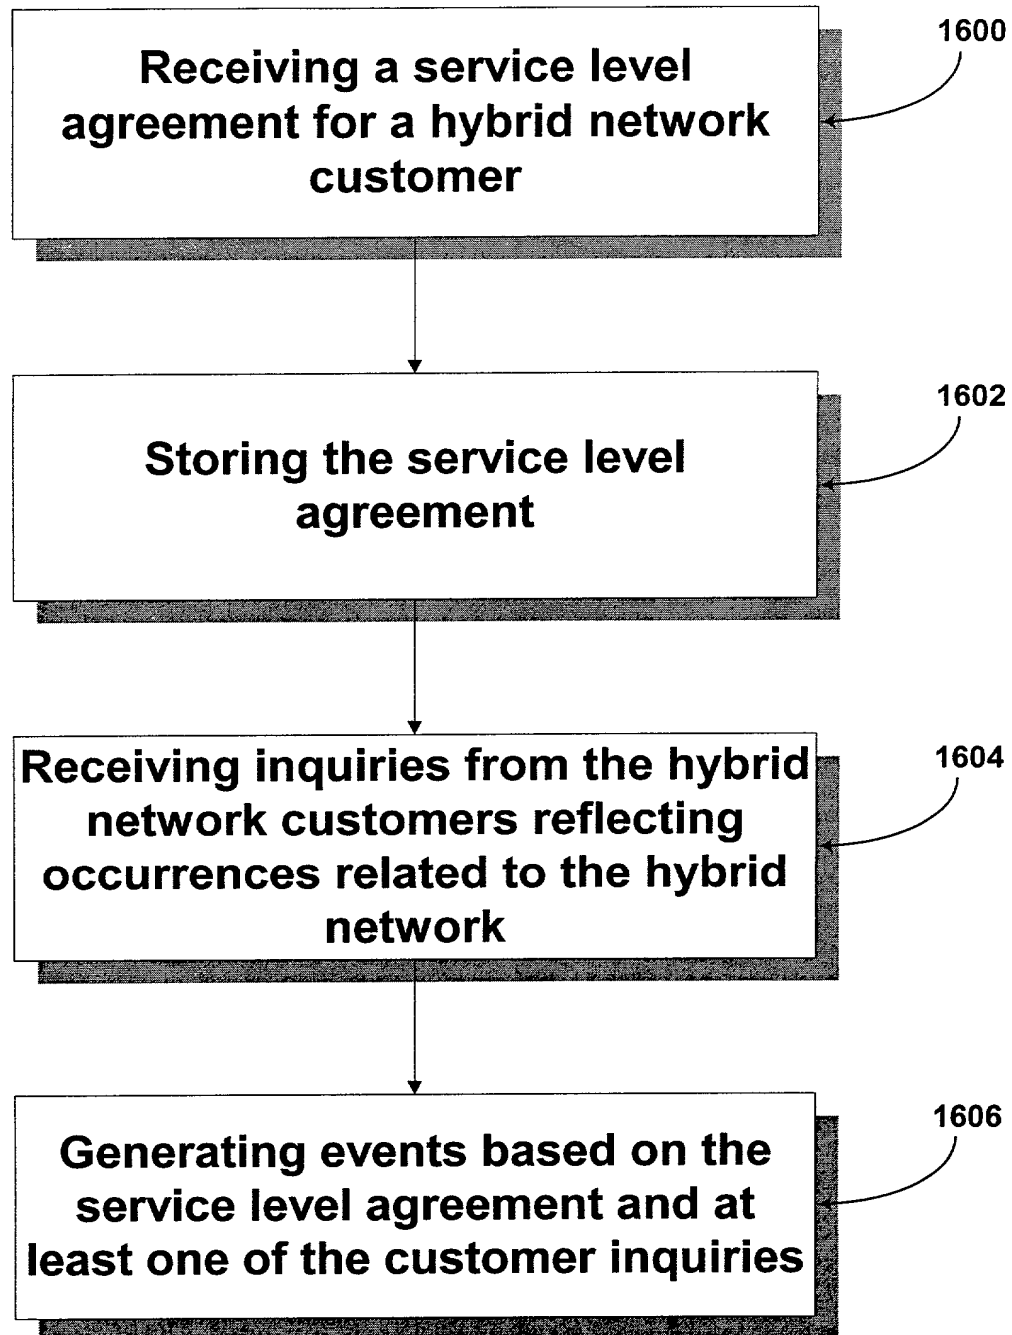 Receiving a service level
agreement for a hybrid network
customer
1600
Storing the service level
agreement
1602
Receiving inquiries from the hybrid
network customers reflecting
occurrences related to the hybrid
network
1604
Generating events based on the
service level agreement and at
least one of the customer inquiries
1606